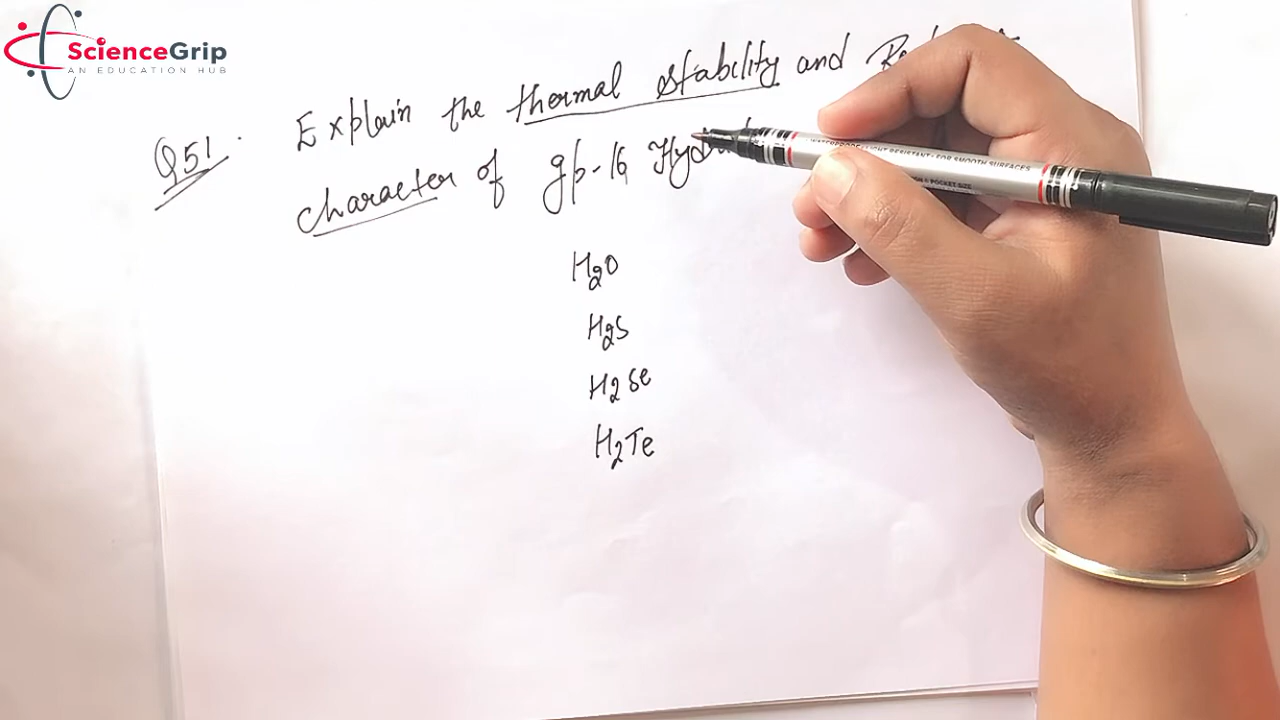 ScienceGrip
AN EDUCATION HUB
Q51. Explain the thermal stability and
character of gp-16
H2O
H2S
H2Se
H2Te